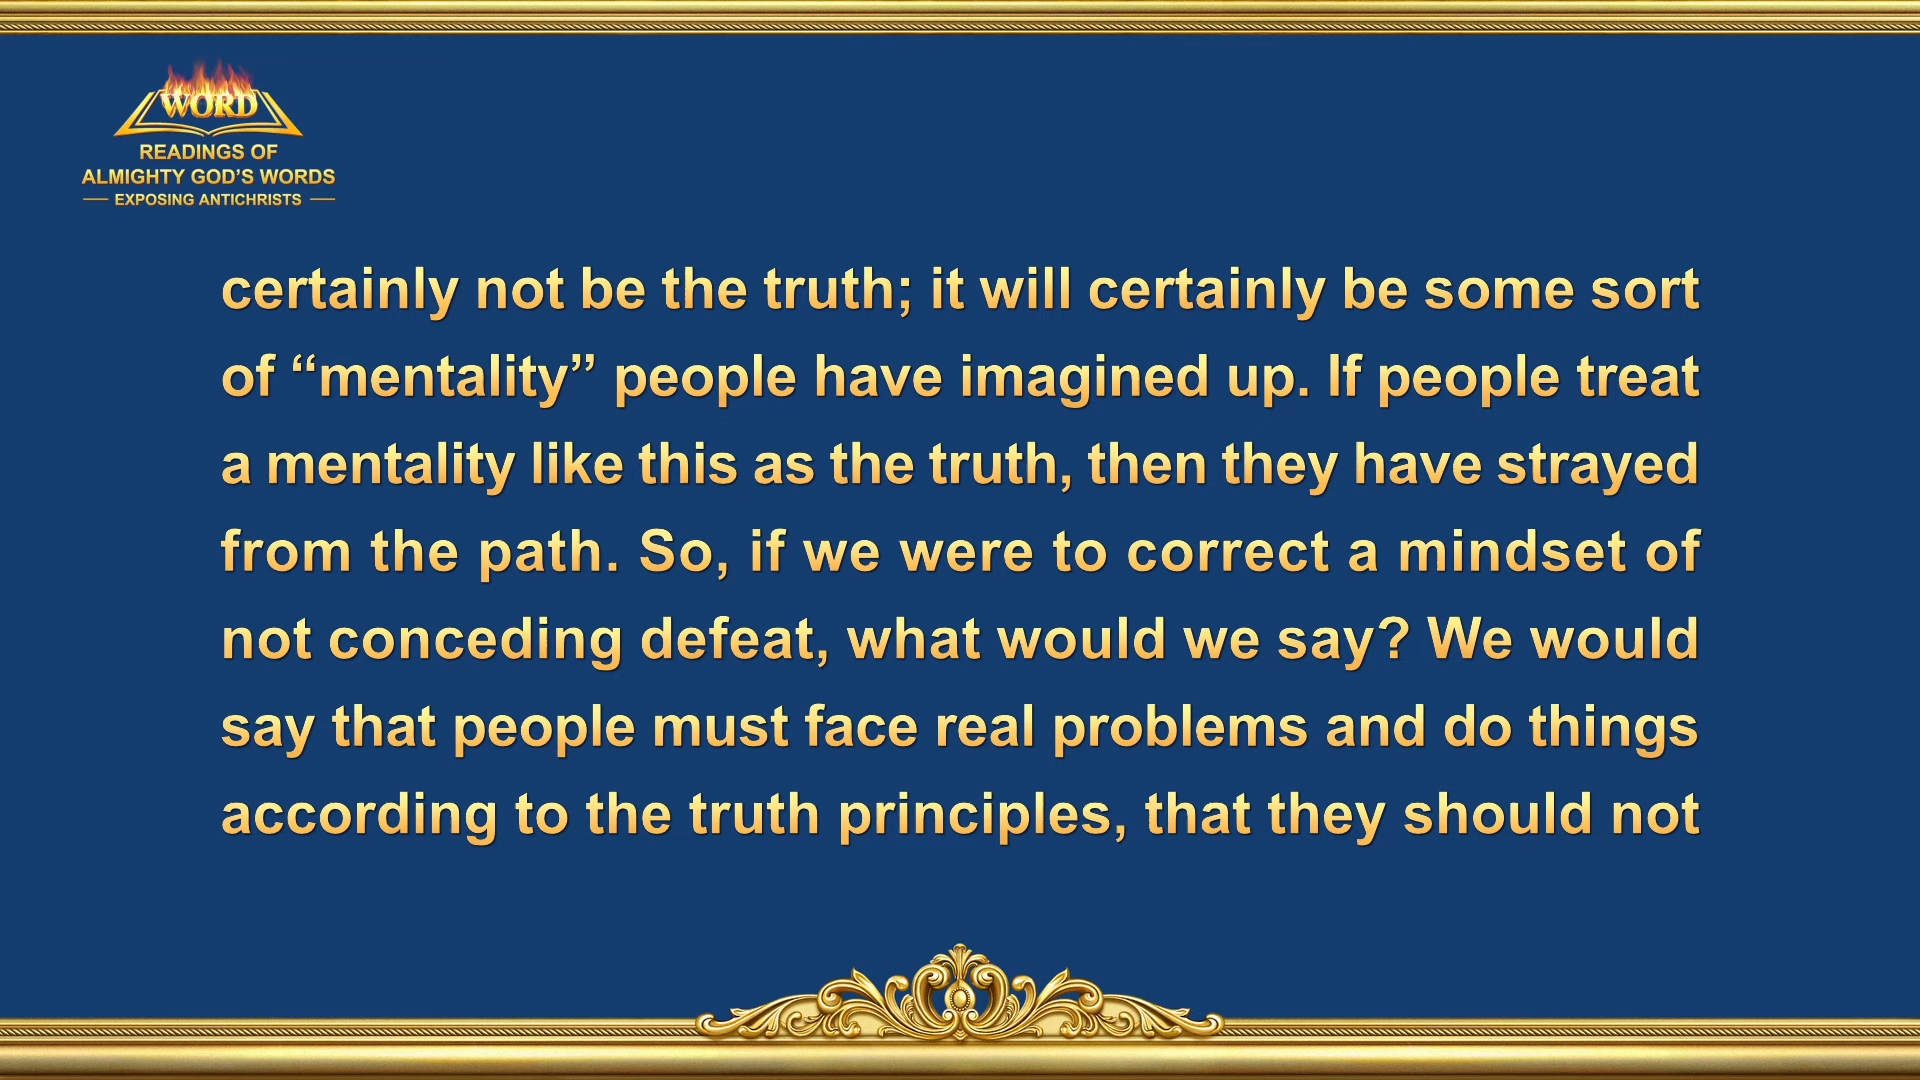 WORD
READINGS OF
ALMIGHTY GOD’S WORDS
EXPOSING ANTICHRISTS
certainly not be the truth; it will certainly be some sort
of “mentality” people have imagined up. If people treat
a mentality like this as the truth, then they have strayed
from the path. So, if we were to correct a mindset of
not conceding defeat, what would we say? We would
say that people must face real problems and do things
according to the truth principles, that they should not